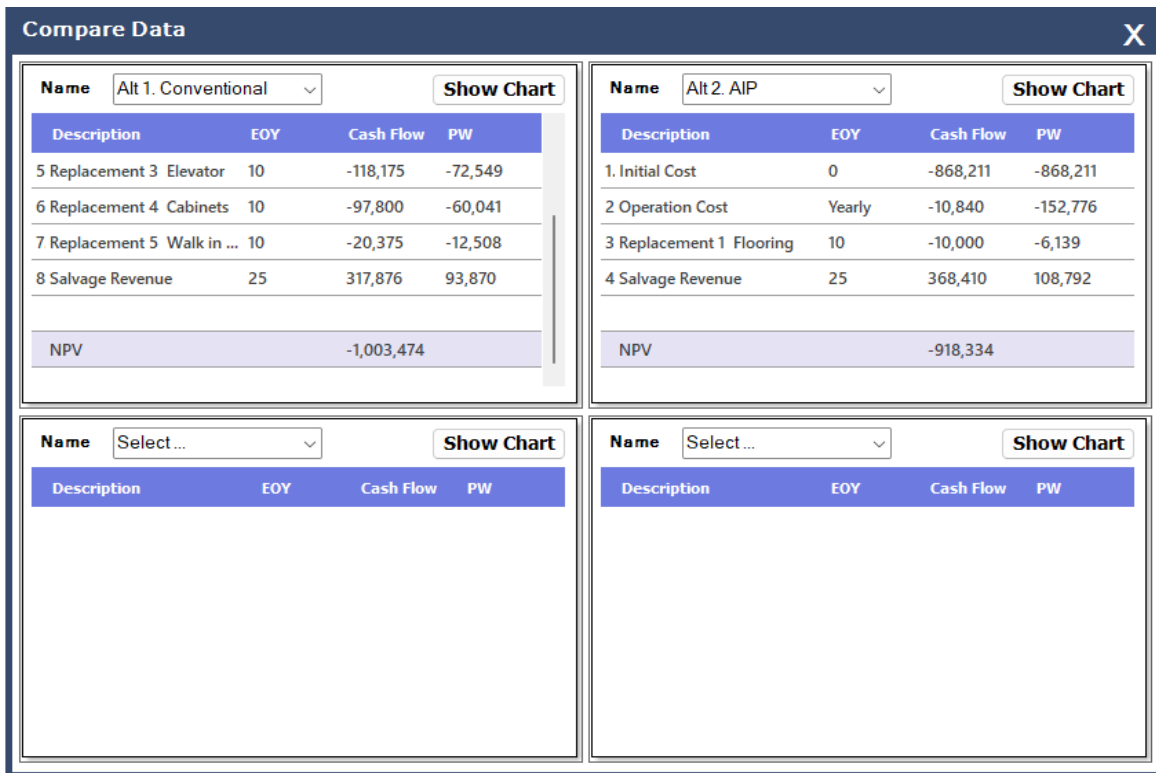 Compare Data X
Name Alt 1. Conventional Show Chart
Description EOY Cash Flow PW
5 Replacement 3 Elevator 10 -118,175 -72,549
6 Replacement 4 Cabinets 10 -97,800 -60,041
7 Replacement 5 Walk in ... 10 -20,375 -12,508
8 Salvage Revenue 25 317,876 93,870
NPV -1,003,474
Name Alt 2. AIP Show Chart
Description EOY Cash Flow PW
1. Initial Cost 0 -868,211 -868,211
2 Operation Cost Yearly -10,840 -152,776
3 Replacement 1 Flooring 10 -10,000 -6,139
4 Salvage Revenue 25 368,410 108,792
NPV -918,334
Name Select ... Show Chart
Description EOY Cash Flow PW
Name Select ... Show Chart
Description EOY Cash Flow PW